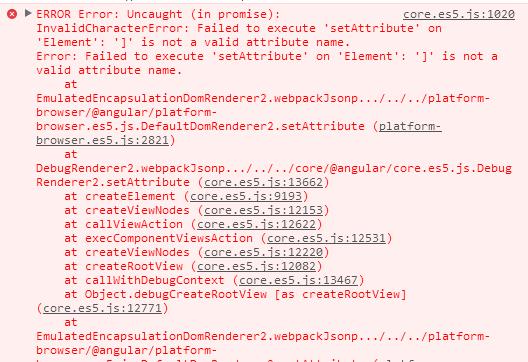 ERROR Error: Uncaught (in promise): core.es5.js:1020
InvalidCharacterError: Failed to execute 'setAttribute' on
'Element': ']' is not a valid attribute name.
Error: Failed to execute 'setAttribute' on 'Element': ']' is not a
valid attribute name.
at
EmulatedEncapsulationDomRenderer2.webpackJsonp.../../../platform-
browser/@angular/platform-
browser.es5.js.DefaultDomRenderer2.setAttribute (platform-
browser.es5.js:2821)
at
DebugRenderer2.webpackJsonp.../../../core/@angular/core.es5.js.Debug
Renderer2.setAttribute (core.es5.js:13662)
at createElement (core.es5.js:9193)
at createViewNodes (core.es5.js:12153)
at callViewAction (core.es5.js:12622)
at execComponentViewsAction (core.es5.js:12531)
at createViewNodes (core.es5.js:12220)
at createRootView (core.es5.js:12082)
at callWithDebugContext (core.es5.js:13467)
at Object.debugCreateRootView [as createRootView]
(core.es5.js:12771)
at
EmulatedEncapsulationDomRenderer2.webpackJsonp.../../../platform-
browser/@angular/platform-